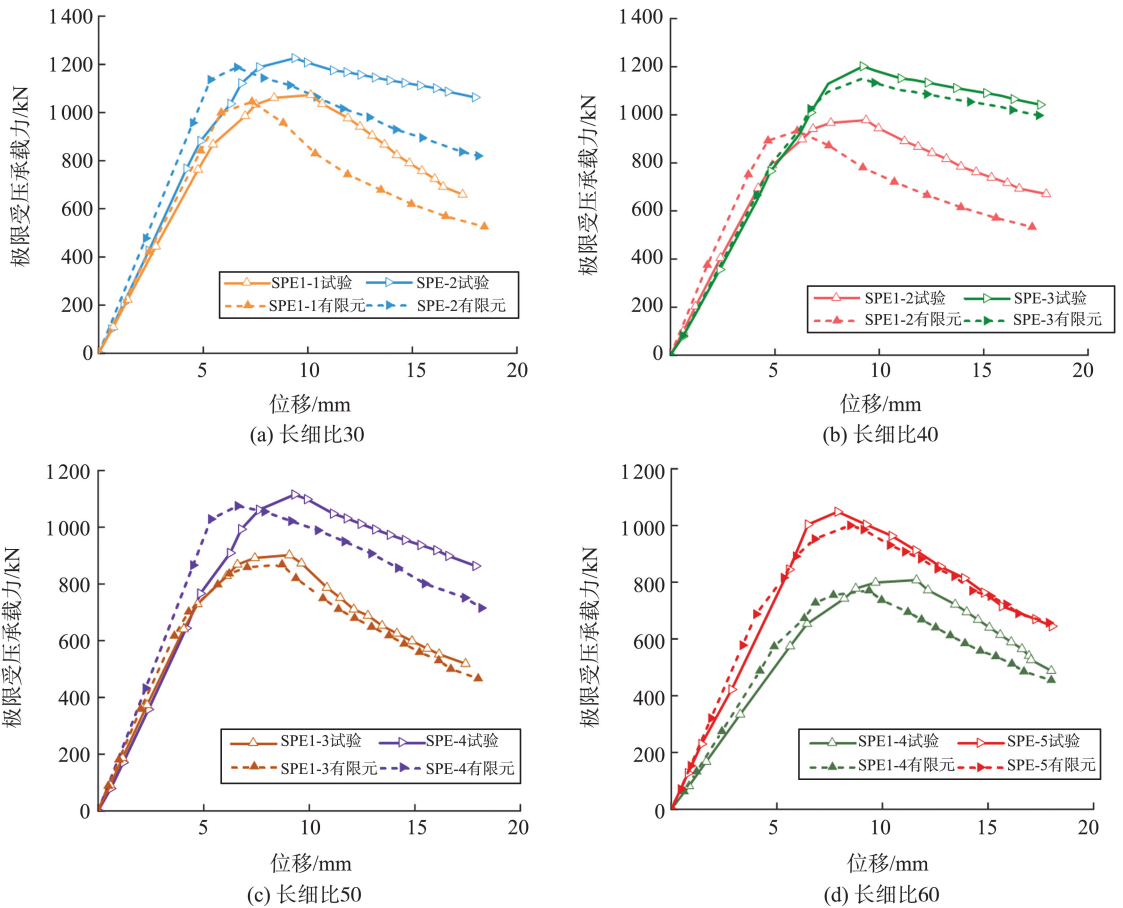 极限受压承载力/kN
1 400
1 200
1 000
800
600
400
200
0
SPE1-1试验 SPE-2试验
SPE1-1有限元 SPE-2有限元
5 10 15 20
位移/mm
(a) 长细比30
极限受压承载力/kN
1 400
1 200
1 000
800
600
400
200
0
SPE1-2试验 SPE-3试验
SPE1-2有限元 SPE-3有限元
5 10 15 20
位移/mm
(b) 长细比40
极限受压承载力/kN
1 200
1 000
800
600
400
200
0
SPE1-3试验 SPE-4试验
SPE1-3有限元 SPE-4有限元
5 10 15 20
位移/mm
(c) 长细比50
极限受压承载力/kN
1 200
1 000
800
600
400
200
0
SPE1-4试验 SPE-5试验
SPE1-4有限元 SPE-5有限元
5 10 15 20
位移/mm
(d) 长细比60